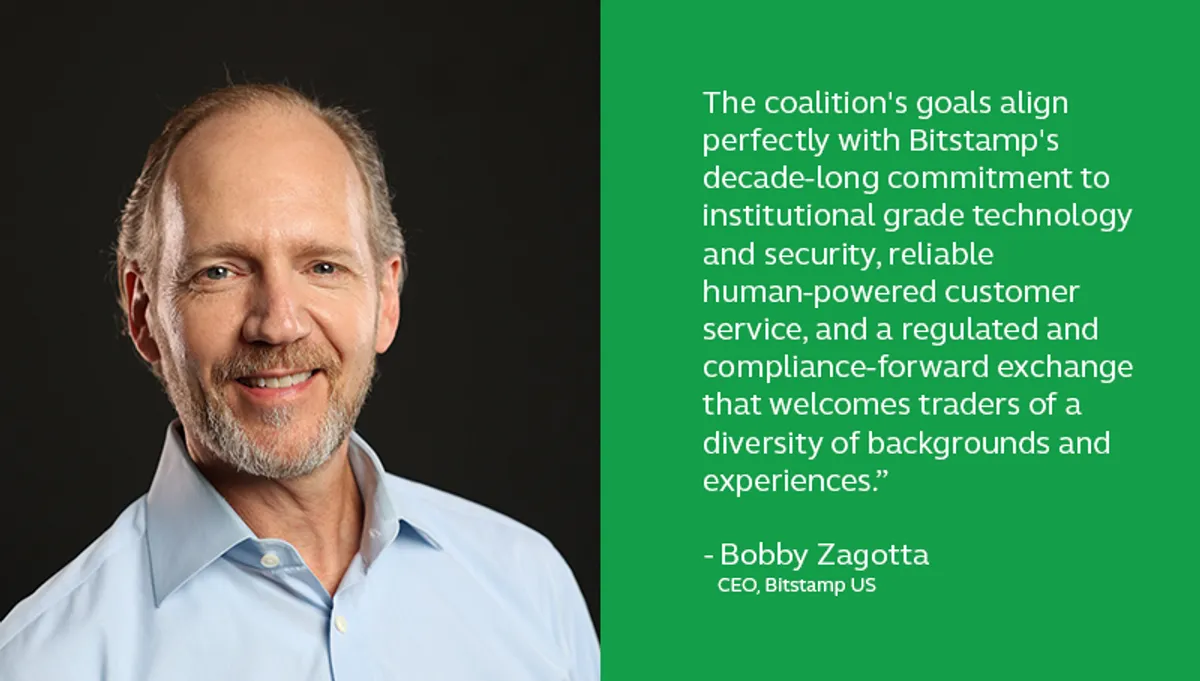 The coalition's goals align
perfectly with Bitstamp's
decade-long commitment to
institutional grade technology
and security, reliable
human-powered customer
service, and a regulated and
compliance-forward exchange
that welcomes traders of a
diversity of backgrounds and
experiences.”
- Bobby Zagotta
CEO, Bitstamp US